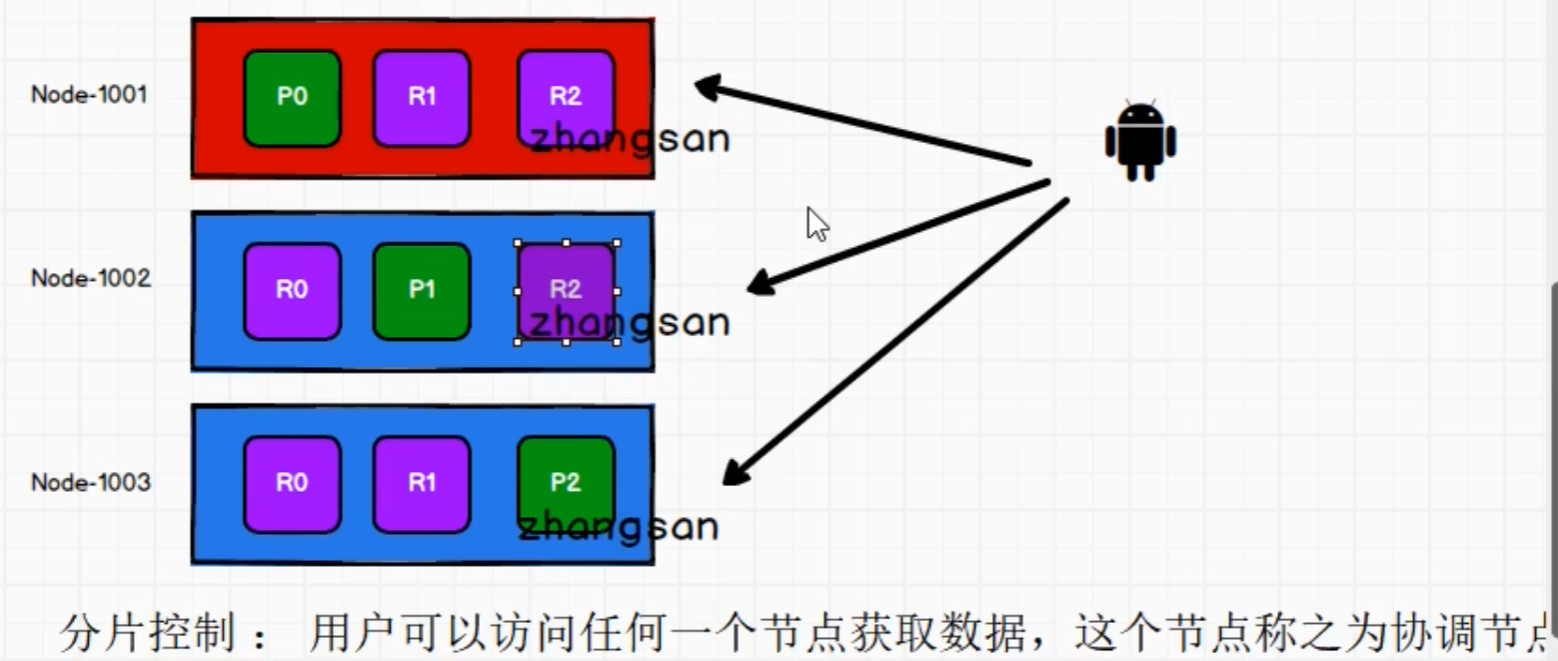 Node-1001
P0 R1 R2
zhangsan
Node-1002
R0 P1 R2
zhangsan
Node-1003
R0 R1 P2
zhangsan
分片控制： 用户可以访问任何一个节点获取数据，这个节点称之为协调节点